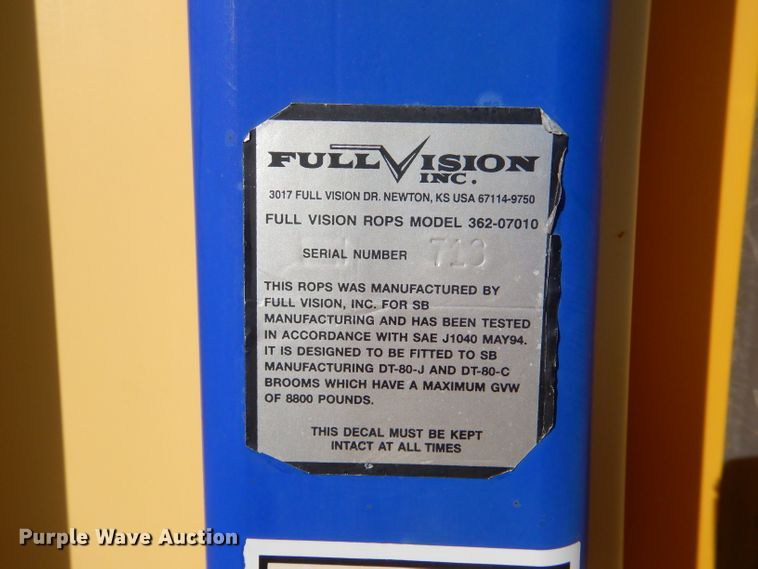 FULL VISION
INC.
3017 FULL VISION DR. NEWTON, KS USA 67114-9750
FULL VISION ROPS MODEL 362-07010
SERIAL NUMBER 713
THIS ROPS WAS MANUFACTURED BY
FULL VISION, INC. FOR SB
MANUFACTURING AND HAS BEEN TESTED
IN ACCORDANCE WITH SAE J1040 MAY94.
IT IS DESIGNED TO BE FITTED TO SB
MANUFACTURING DT-80-J AND DT-80-C
BROOMS WHICH HAVE A MAXIMUM GVW
OF 8800 POUNDS.
THIS DECAL MUST BE KEPT
INTACT AT ALL TIMES
Purple Wave Auction